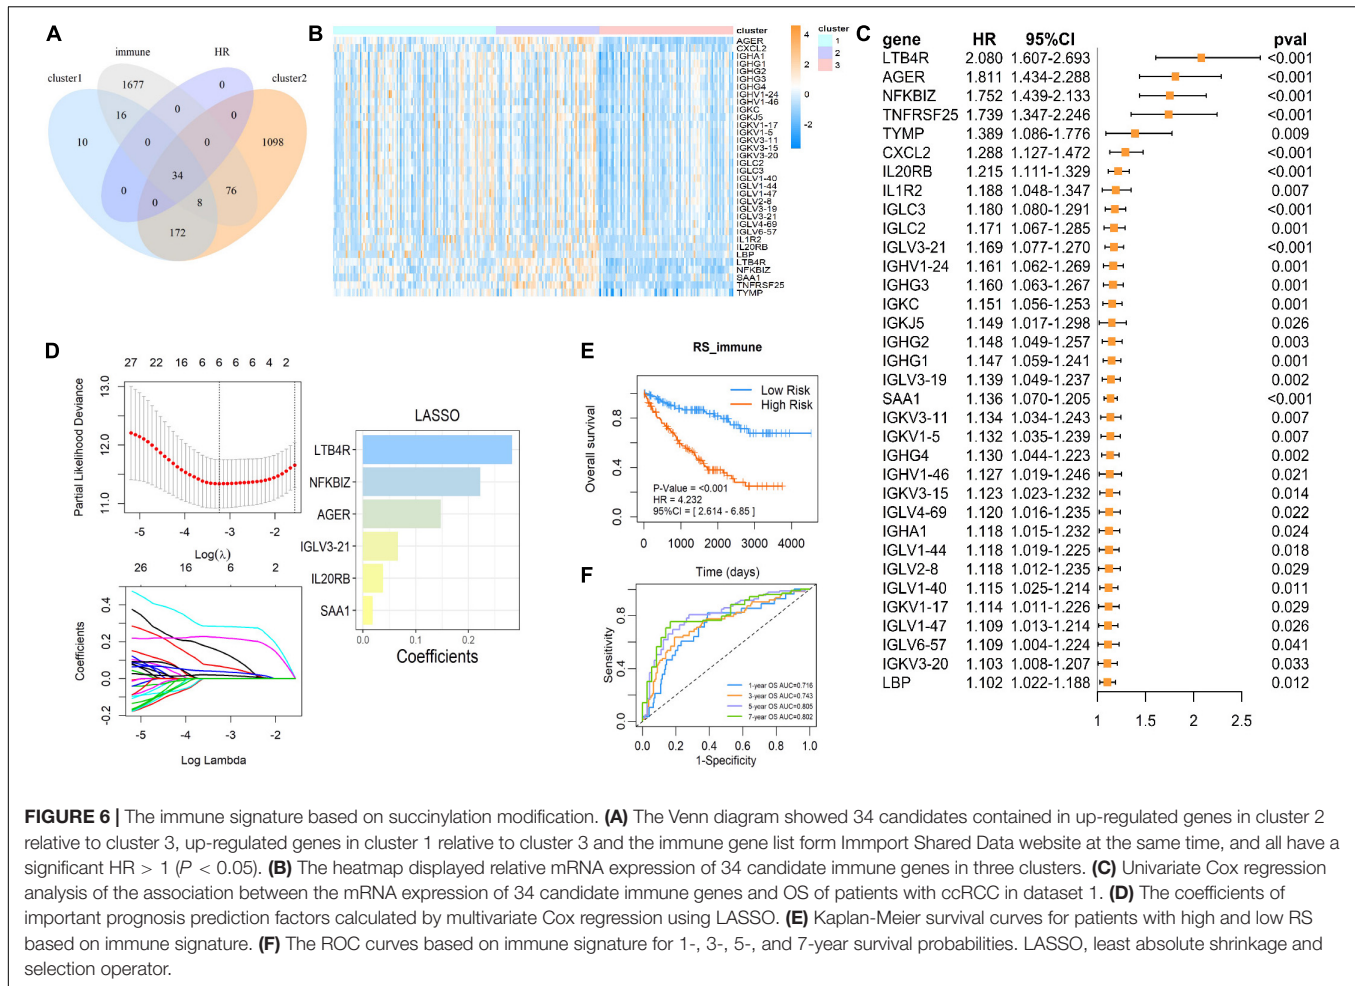 A
immune
HR
cluster1
cluster2
1677
0
16
0
0
10
0
0
1098
34
0
76
0
8
172
B
cluster
AGER
CXCL2
IGHA1
IGHG1
IGHG2
IGHG3
IGHG4
IGHV1-24
IGHV1-46
IGKC
IGKJ5
IGKV1-17
IGKV1-5
IGKV3-11
IGKV3-15
IGKV3-20
IGLC2
IGLC3
IGLV1-40
IGLV1-44
IGLV1-47
IGLV2-8
IGLV3-19
IGLV3-21
IGLV4-69
IGLV6-57
IL1R2
IL20RB
LBP
LTB4R
NFKBIZ
SAA1
TNFRSF25
TYMP
4
2
0
-2
cluster
1
2
3
C
gene HR 95%CI pval
LTB4R 2.080 1.607-2.693 <0.001
AGER 1.811 1.434-2.288 <0.001
NFKBIZ 1.752 1.439-2.133 <0.001
TNFRSF25 1.739 1.347-2.246 <0.001
TYMP 1.389 1.086-1.776 0.009
CXCL2 1.288 1.127-1.472 <0.001
IL20RB 1.215 1.111-1.329 <0.001
IL1R2 1.188 1.048-1.347 0.007
IGLC3 1.180 1.080-1.291 <0.001
IGLC2 1.171 1.067-1.285 0.001
IGLV3-21 1.169 1.077-1.270 <0.001
IGHV1-24 1.161 1.062-1.269 0.001
IGHG3 1.160 1.063-1.267 0.001
IGKC 1.151 1.056-1.253 0.001
IGKJ5 1.149 1.017-1.298 0.026
IGHG2 1.148 1.049-1.257 0.003
IGHG1 1.147 1.059-1.241 0.001
IGLV3-19 1.139 1.049-1.237 0.002
SAA1 1.136 1.070-1.205 <0.001
IGKV3-11 1.134 1.034-1.243 0.007
IGKV1-5 1.132 1.035-1.239 0.007
IGHG4 1.130 1.044-1.223 0.002
IGHV1-46 1.127 1.019-1.246 0.021
IGKV3-15 1.123 1.023-1.232 0.014
IGLV4-69 1.120 1.016-1.235 0.022
IGHA1 1.118 1.015-1.232 0.024
IGLV1-44 1.118 1.019-1.225 0.018
IGLV2-8 1.118 1.012-1.235 0.029
IGLV1-40 1.115 1.025-1.214 0.011
IGKV1-17 1.114 1.011-1.226 0.029
IGLV1-47 1.109 1.013-1.214 0.026
IGLV6-57 1.109 1.004-1.224 0.041
IGKV3-20 1.103 1.008-1.207 0.033
LBP 1.102 1.022-1.188 0.012
1 1.5 2 2.5
D
27 22 16 6 6 6 6 4 2
Partial Likelihood Deviance
13.0
12.0
11.0
-5 -4 -3 -2
Log(λ)
26 16 6 2
Coefficients
0.4
0.2
0.0
-0.2
-5 -4 -3 -2
Log Lambda
LASSO
LTB4R
NFKBIZ
AGER
IGLV3-21
IL20RB
SAA1
0.0 0.1 0.2
Coefficients
E
RS_immune
Low Risk
High Risk
Overall survival
0.8
0.4
0.0
P-Value = <0.001
HR = 4.232
95%CI = [ 2.614 - 6.85 ]
0 1000 2000 3000 4000
Time (days)
F
Sensitivity
0.8
0.4
0.0
1-year OS AUC=0.716
3-year OS AUC=0.743
5-year OS AUC=0.805
7-year OS AUC=0.802
0.0 0.2 0.4 0.6 0.8 1.0
1-Specificity
FIGURE 6 | The immune signature based on succinylation modification. (A) The Venn diagram showed 34 candidates contained in up-regulated genes in cluster 2
relative to cluster 3, up-regulated genes in cluster 1 relative to cluster 3 and the immune gene list form Immport Shared Data website at the same time, and all have a
significant HR > 1 (P < 0.05). (B) The heatmap displayed relative mRNA expression of 34 candidate immune genes in three clusters. (C) Univariate Cox regression
analysis of the association between the mRNA expression of 34 candidate immune genes and OS of patients with ccRCC in dataset 1. (D) The coefficients of
important prognosis prediction factors calculated by multivariate Cox regression using LASSO. (E) Kaplan-Meier survival curves for patients with high and low RS
based on immune signature. (F) The ROC curves based on immune signature for 1-, 3-, 5-, and 7-year survival probabilities. LASSO, least absolute shrinkage and
selection operator.